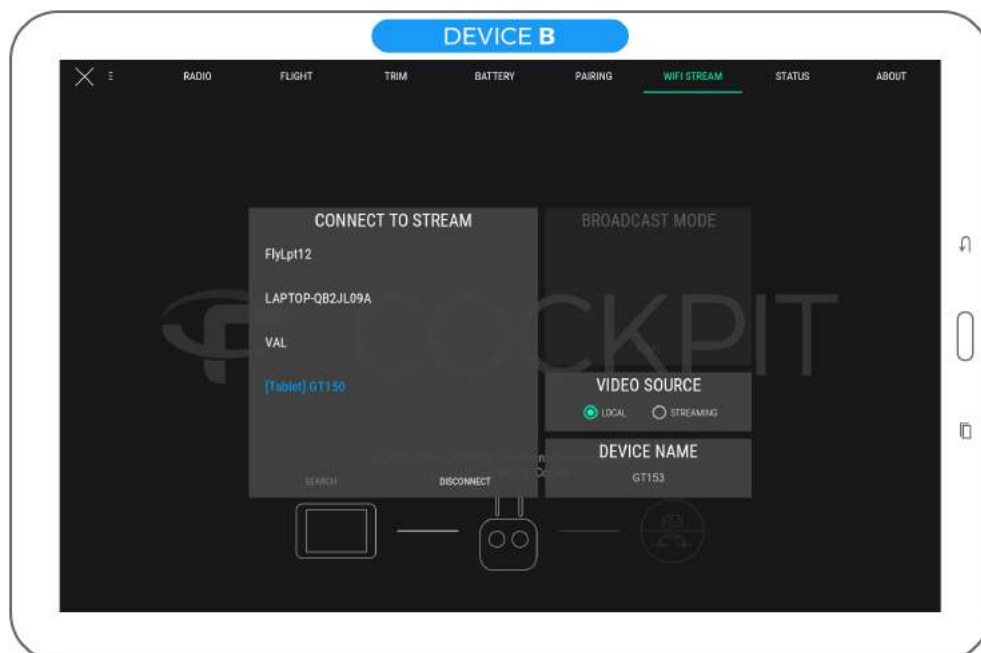 DEVICE B
RADIO FLIGHT TRIM BATTERY PAIRING WIFI STREAM STATUS ABOUT
CONNECT TO STREAM
BROADCAST MODE
FlyLpt12
LAPTOP-QB2JL09A
COCKPIT
VAL
[Tablet] GT150
VIDEO SOURCE
LOCAL STREAMING
DEVICE NAME
GT153
SEARCH DISCONNECT